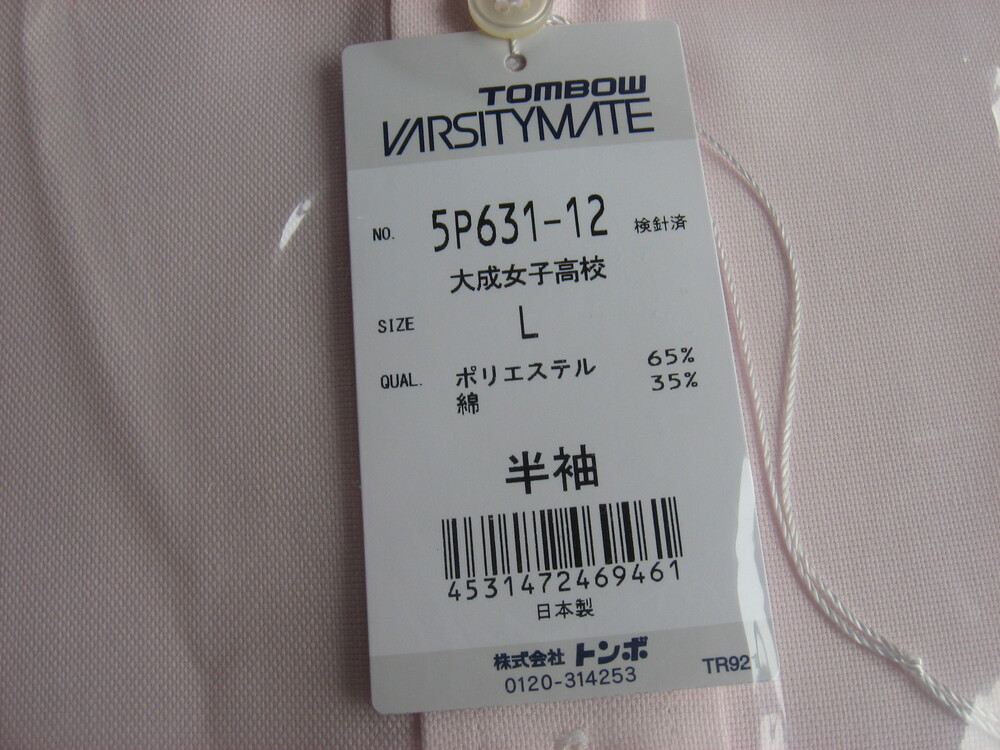 TOMBOW
VARSITYMATE
NO. 5P631-12 検針済
大成女子高校
SIZE L
QUAL. ポリエステル 65%
綿 35%
半袖
4531472469461
日本製
株式会社 トンボ
0120-314253
TR921